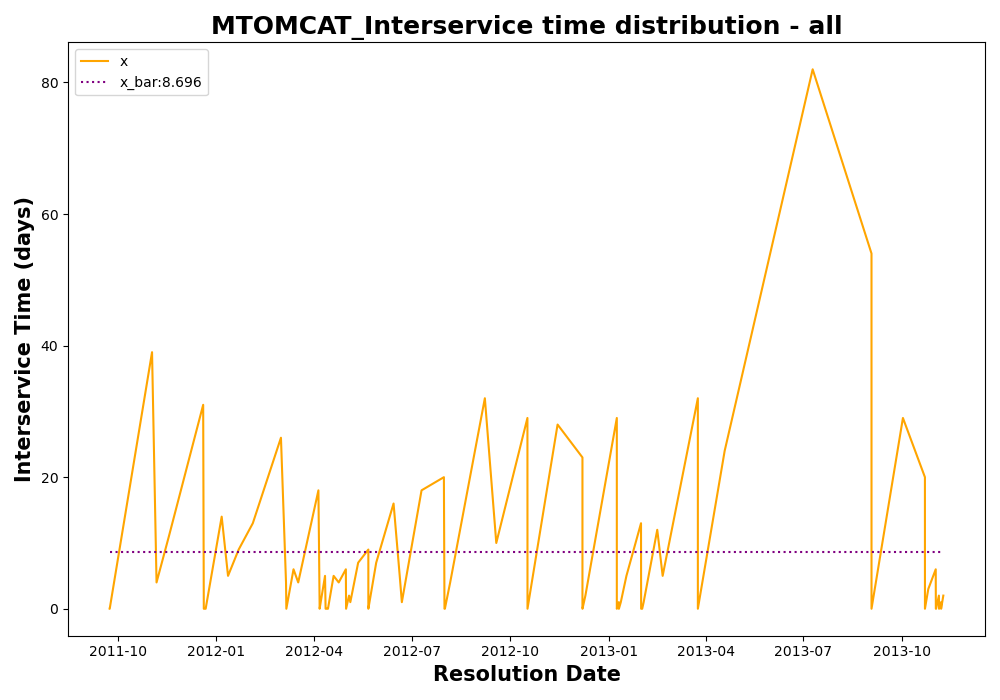 MTOMCAT_Interservice time distribution - all
x
x_bar:8.696
Interservice Time (days)
80
60
40
20
0
2011-10
2012-01
2012-04
2012-07
2012-10
2013-01
2013-04
2013-07
2013-10
Resolution Date